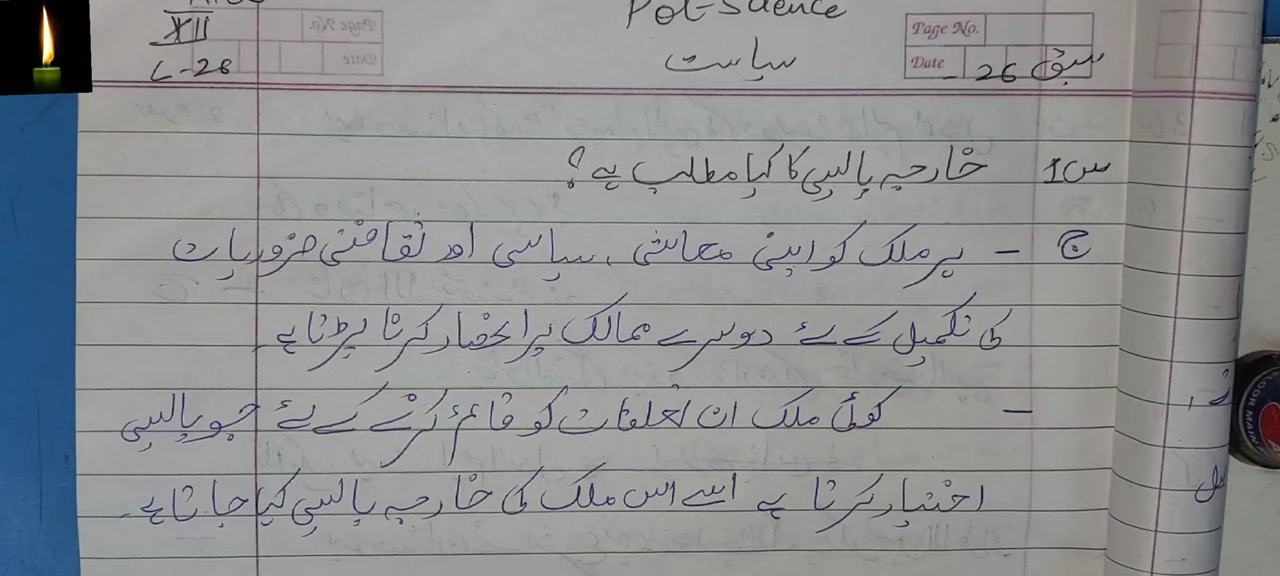 Pol-Science
XII
L-28
Page No.
Date
سیاست
سبق 26 -
س1 خارجہ پالیسی کا کیا مطلب ہے؟
ج - ہر ملک کو اپنی معاشی، سیاسی اور ثقافتی ضروریات
کی تکمیل کے لئے دوسرے ممالک پر انحصار کرنا پڑتا ہے۔
- کوئی ملک ان تعلقات کو قائم کرنے کے لئے جو پالیسی
اختیار کرتا ہے اسے اس ملک کی خارجہ پالیسی کہا جاتا ہے۔